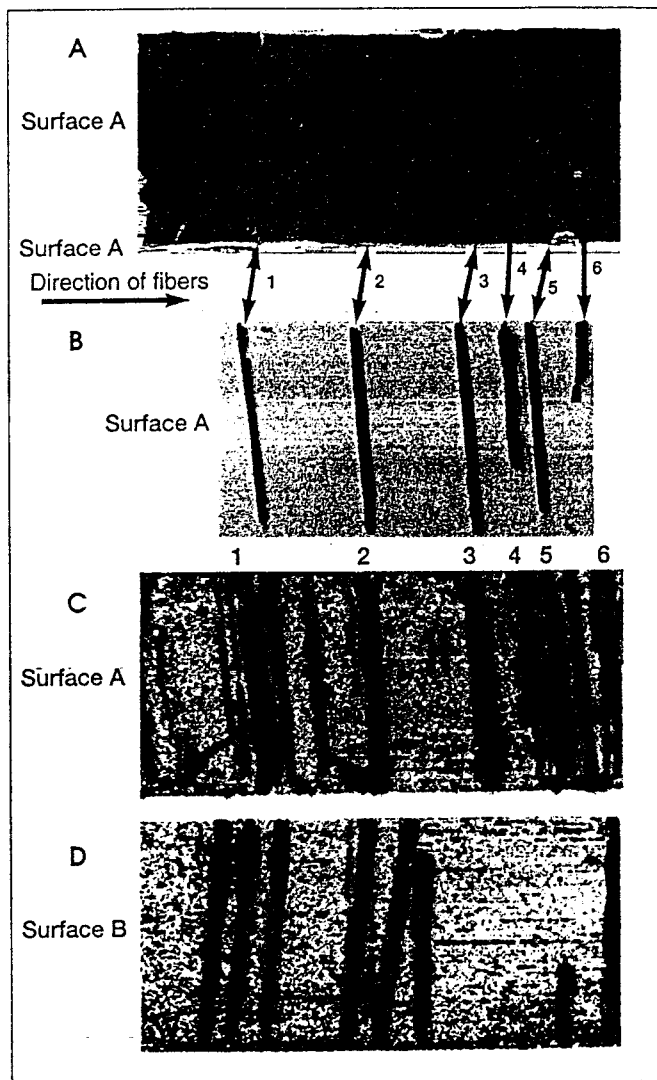 A
Surface A
Surface A
Direction of fibers
1 2 3 4 5 6
B
Surface A
1 2 3 4 5 6
C
Surface A
D
Surface B